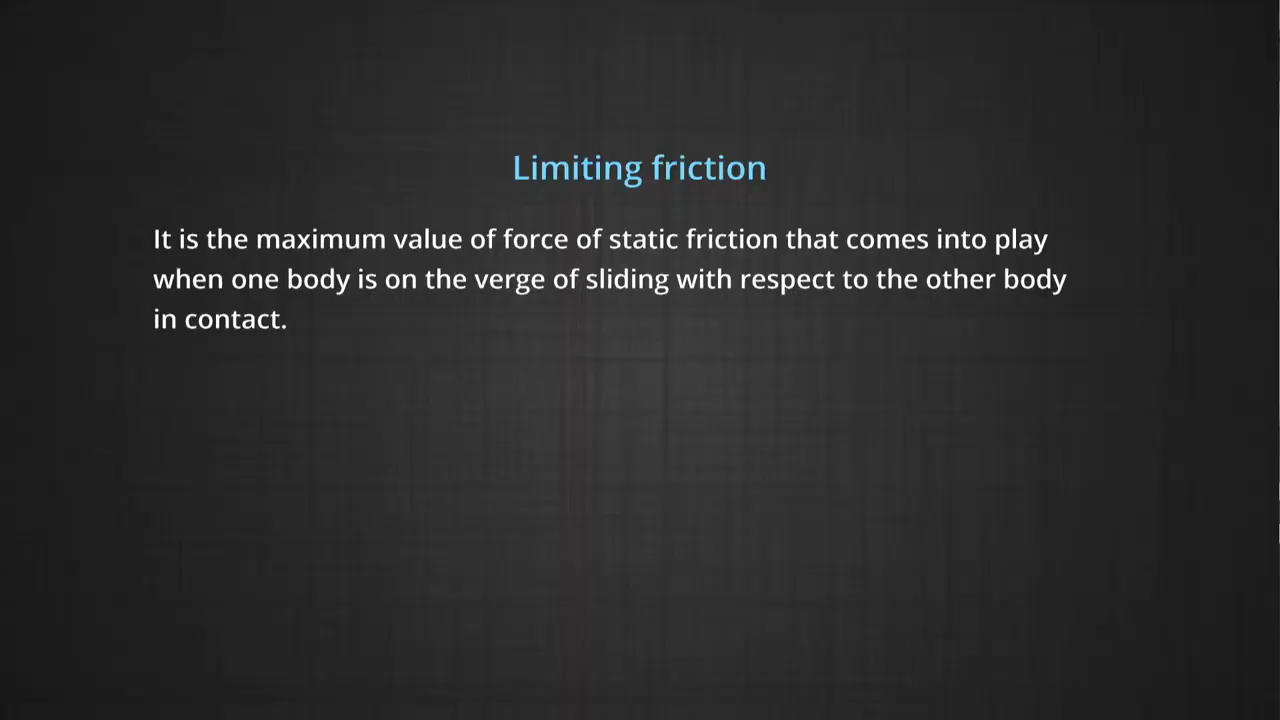 Limiting friction
It is the maximum value of force of static friction that comes into play
when one body is on the verge of sliding with respect to the other body
in contact.